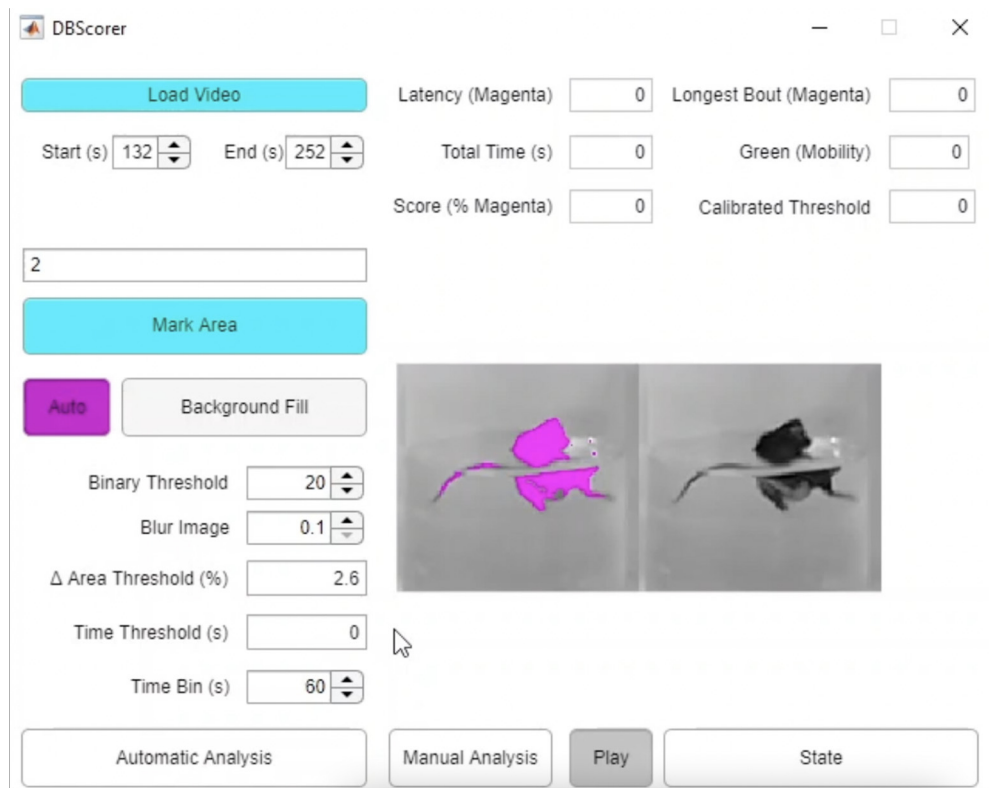 DBScorer
Load Video
Latency (Magenta) 0 Longest Bout (Magenta) 0
Start (s) 132 End (s) 252 Total Time (s) 0 Green (Mobility) 0
Score (% Magenta) 0 Calibrated Threshold 0
2
Mark Area
Auto Background Fill
Binary Threshold 20
Blur Image 0.1
Δ Area Threshold (%) 2.6
Time Threshold (s) 0
Time Bin (s) 60
Automatic Analysis Manual Analysis Play State